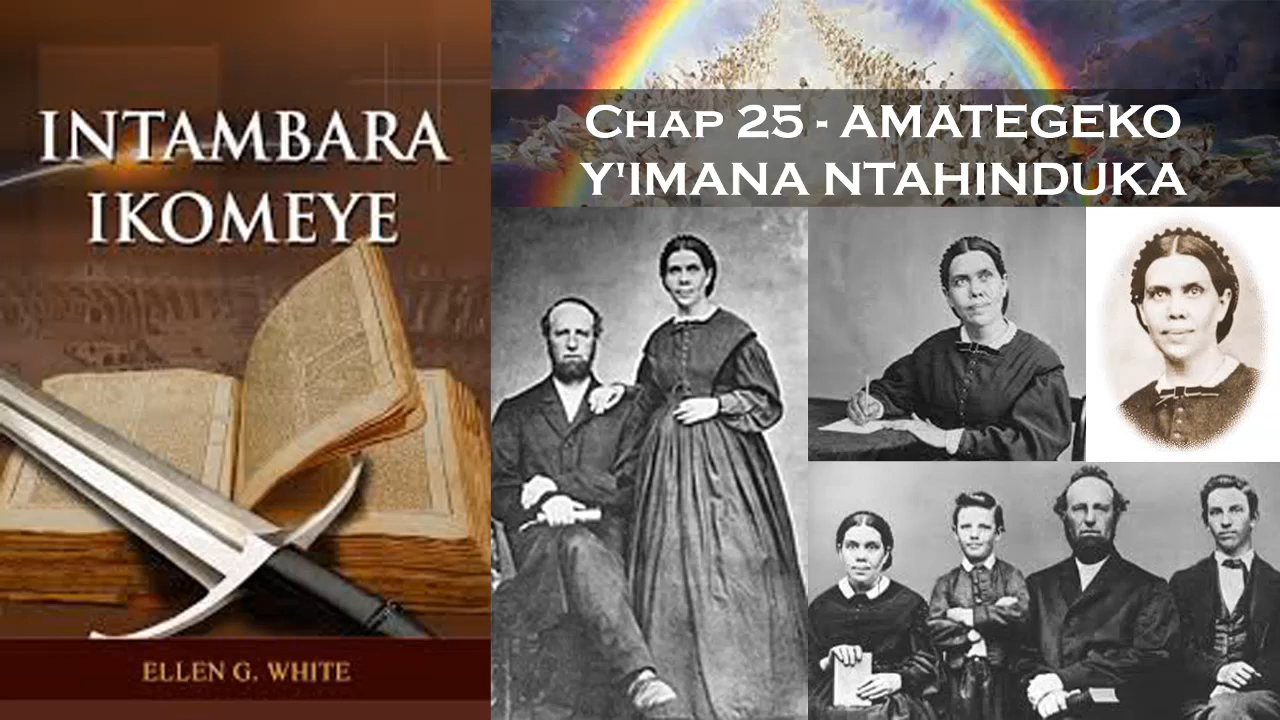 INTAMBARA
IKOMEYE
ELLEN G. WHITE
Chap 25 - AMATEGEKO
Y'IMANA NTAHINDUKA